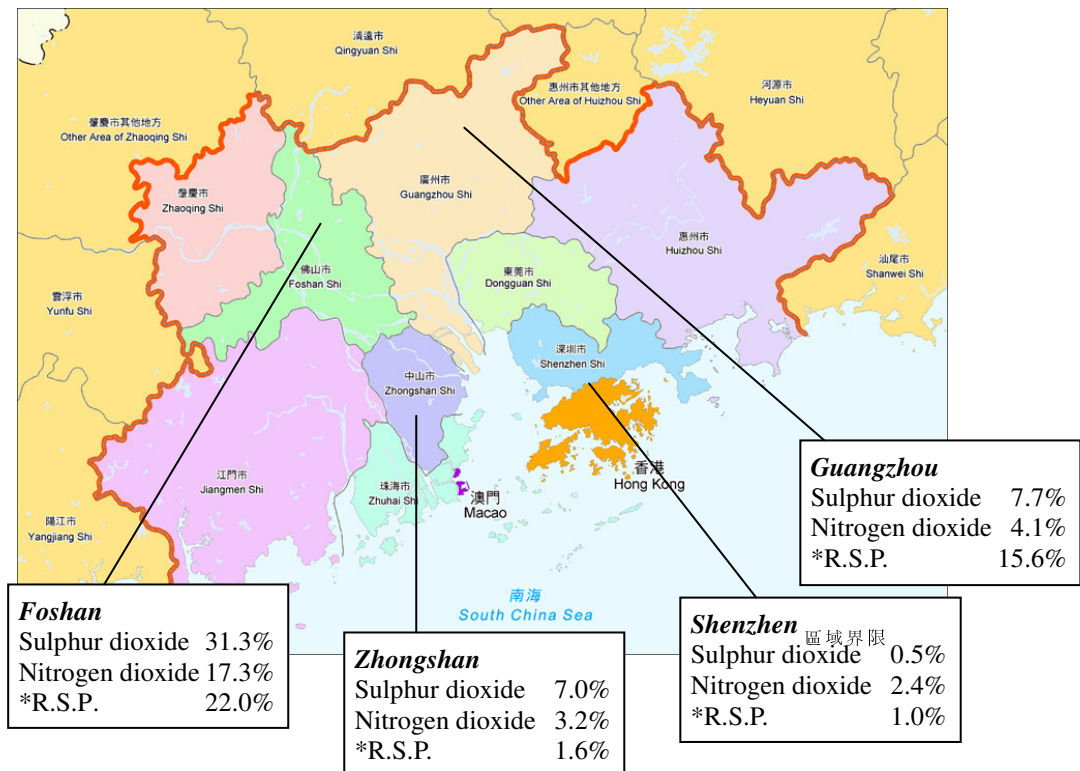 清遠市
Qingyuan Shi
肇慶市其他地方
Other Area of Zhaoqing Shi
惠州市其他地方
Other Area of Huizhou Shi
河源市
Heyuan Shi
肇慶市
Zhaoqing Shi
廣州市
Guangzhou Shi
惠州市
Huizhou Shi
汕尾市
Shanwei Shi
佛山市
Foshan Shi
東莞市
Dongguan Shi
雲浮市
Yunfu Shi
深圳市
Shenzhen Shi
中山市
Zhongshan Shi
江門市
Jiangmen Shi
珠海市
Zhuhai Shi
澳門
Macao
香港
Hong Kong
陽江市
Yangjiang Shi
南海
South China Sea
Guangzhou
Sulphur dioxide 7.7%
Nitrogen dioxide 4.1%
*R.S.P. 15.6%
Foshan
Sulphur dioxide 31.3%
Nitrogen dioxide 17.3%
*R.S.P. 22.0%
Zhongshan
Sulphur dioxide 7.0%
Nitrogen dioxide 3.2%
*R.S.P. 1.6%
Shenzhen
區域界限
Sulphur dioxide 0.5%
Nitrogen dioxide 2.4%
*R.S.P. 1.0%